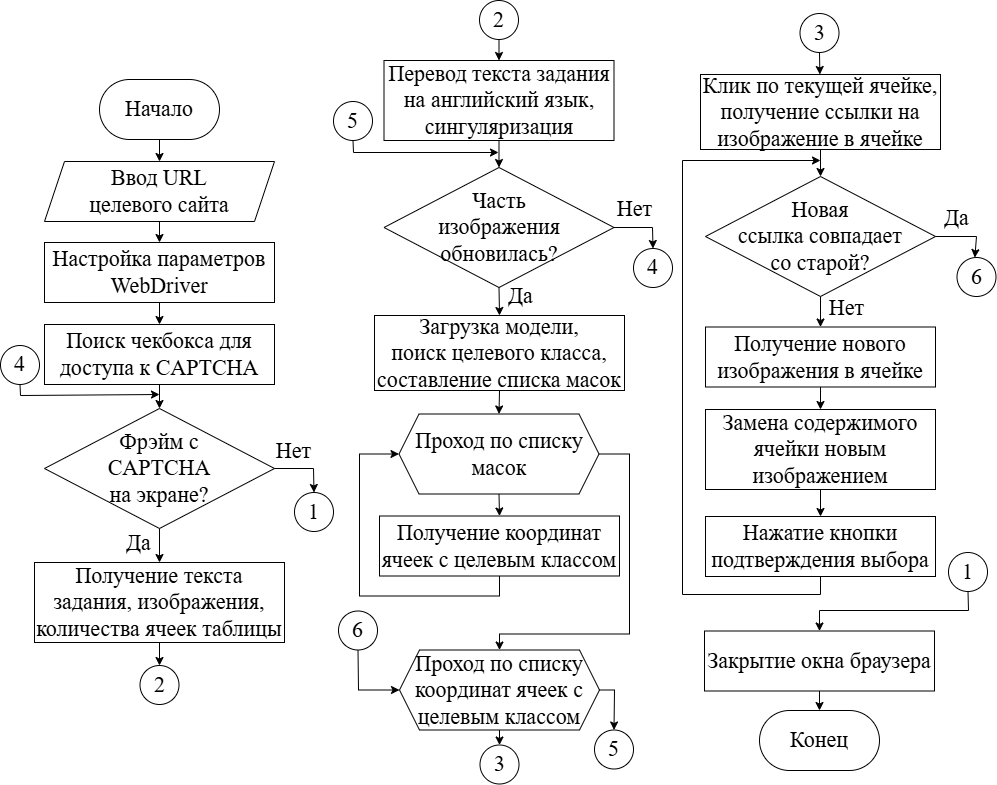 Начало
Ввод URL
целевого сайта
Настройка параметров
WebDriver
Поиск чекбокса для
доступа к CAPTCHA
4
Фрэйм с
CAPTCHA
на экране?
Нет
1
Да
Получение текста
задания, изображения,
количества ячеек таблицы
2
2
Перевод текста задания
на английский язык,
сингуляризация
5
Часть
изображения
обновилась?
Нет
4
Да
Загрузка модели,
поиск целевого класса,
составление списка масок
Проход по списку
масок
Получение координат
ячеек с целевым классом
6
Проход по списку
координат ячеек с
целевым классом
5
3
3
Клик по текущей ячейке,
получение ссылки на
изображение в ячейке
Новая
ссылка совпадает
со старой?
Да
6
Нет
Получение нового
изображения в ячейке
Замена содержимого
ячейки новым
изображением
Нажатие кнопки
подтверждения выбора
1
Закрытие окна браузера
Конец